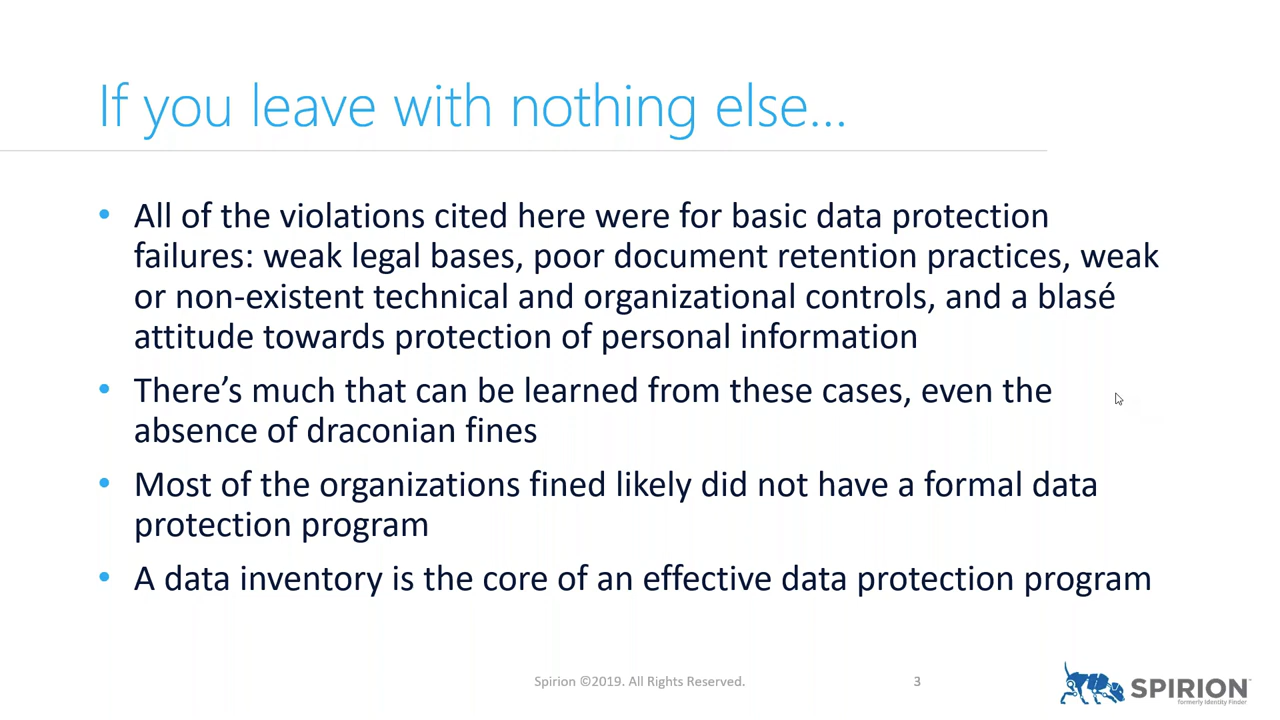 If you leave with nothing else...
• All of the violations cited here were for basic data protection
failures: weak legal bases, poor document retention practices, weak
or non-existent technical and organizational controls, and a blasé
attitude towards protection of personal information
• There’s much that can be learned from these cases, even the
absence of draconian fines
• Most of the organizations fined likely did not have a formal data
protection program
• A data inventory is the core of an effective data protection program
Spirion ©2019. All Rights Reserved.
3
SPIRION
formerly Identity Finder